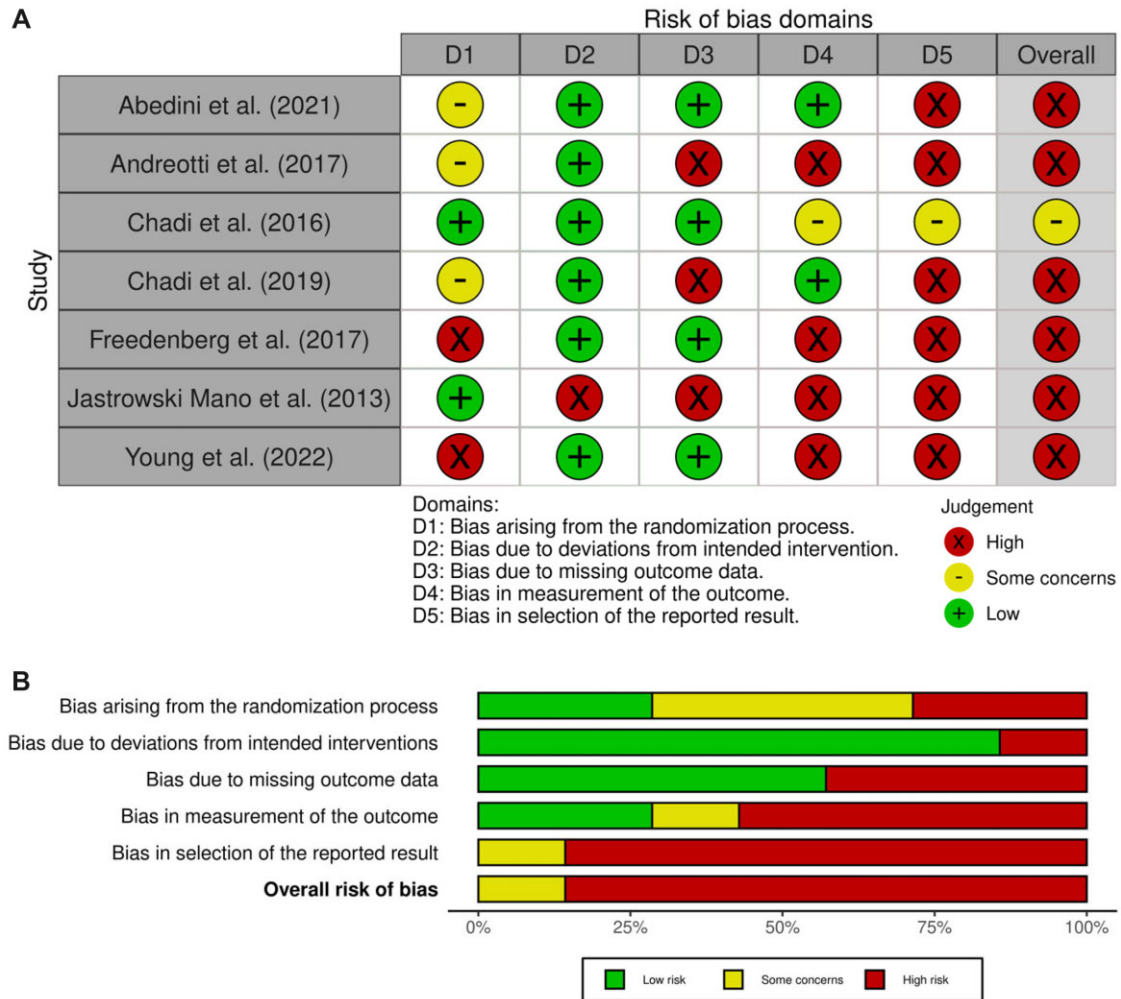 A
Risk of bias domains
D1 D2 D3 D4 D5 Overall
Study
Abedini et al. (2021) - + + + X X
Andreotti et al. (2017) - + X X X X
Chadi et al. (2016) + + + - - -
Chadi et al. (2019) - + X + X X
Freedenberg et al. (2017) X + + X X X
Jastrowski Mano et al. (2013) + X X X X X
Young et al. (2022) X + + X X X
Domains:
D1: Bias arising from the randomization process.
D2: Bias due to deviations from intended intervention.
D3: Bias due to missing outcome data.
D4: Bias in measurement of the outcome.
D5: Bias in selection of the reported result.
Judgement
X High
- Some concerns
+ Low
B
Bias arising from the randomization process
Bias due to deviations from intended interventions
Bias due to missing outcome data
Bias in measurement of the outcome
Bias in selection of the reported result
Overall risk of bias
0% 25% 50% 75% 100%
Low risk Some concerns High risk